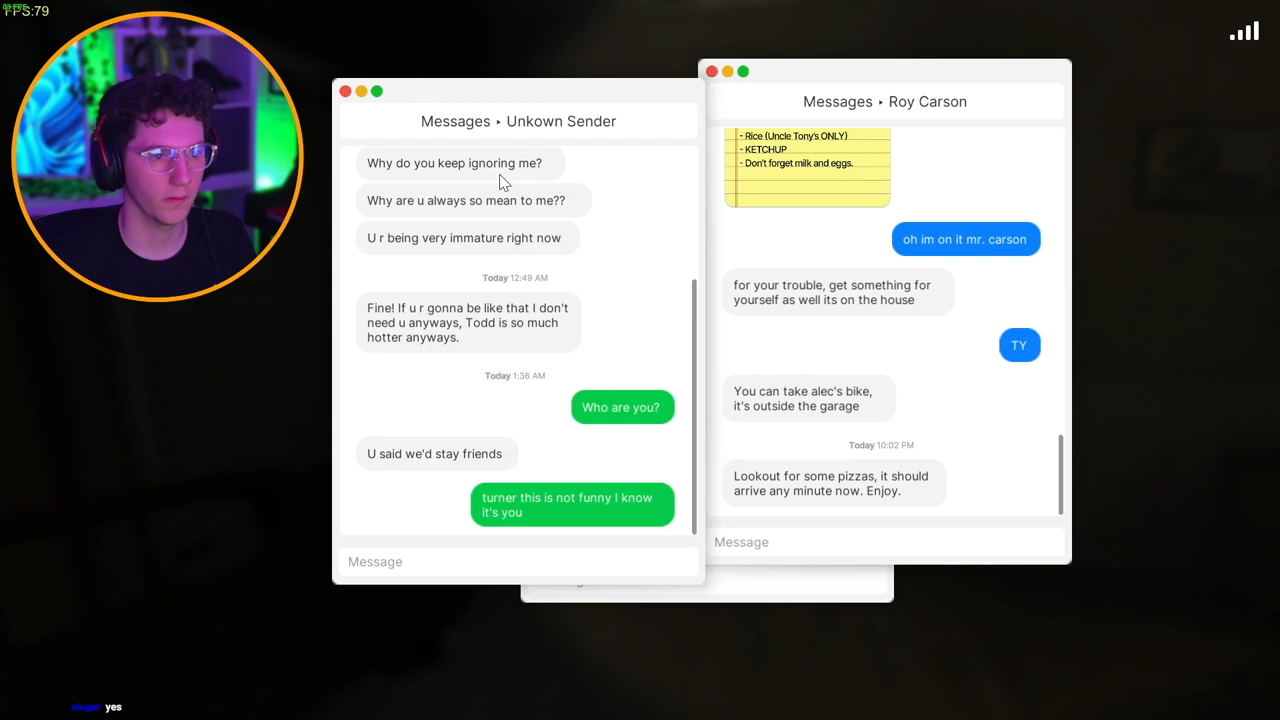 FPS:79
Messages ▸ Unkown Sender
Why do you keep ignoring me?
Why are u always so mean to me??
U r being very immature right now
Today 12:49 AM
Fine! If u r gonna be like that I don't
need u anyways, Todd is so much
hotter anyways.
Today 1:36 AM
Who are you?
U said we'd stay friends
turner this is not funny I know
it's you
Message
Messages ▸ Roy Carson
- Rice (Uncle Tony's ONLY)
- KETCHUP
- Don't forget milk and eggs.
oh im on it mr. carson
for your trouble, get something for
yourself as well its on the house
TY
You can take alec's bike,
it's outside the garage
Today 10:02 PM
Lookout for some pizzas, it should
arrive any minute now. Enjoy.
Message
yes